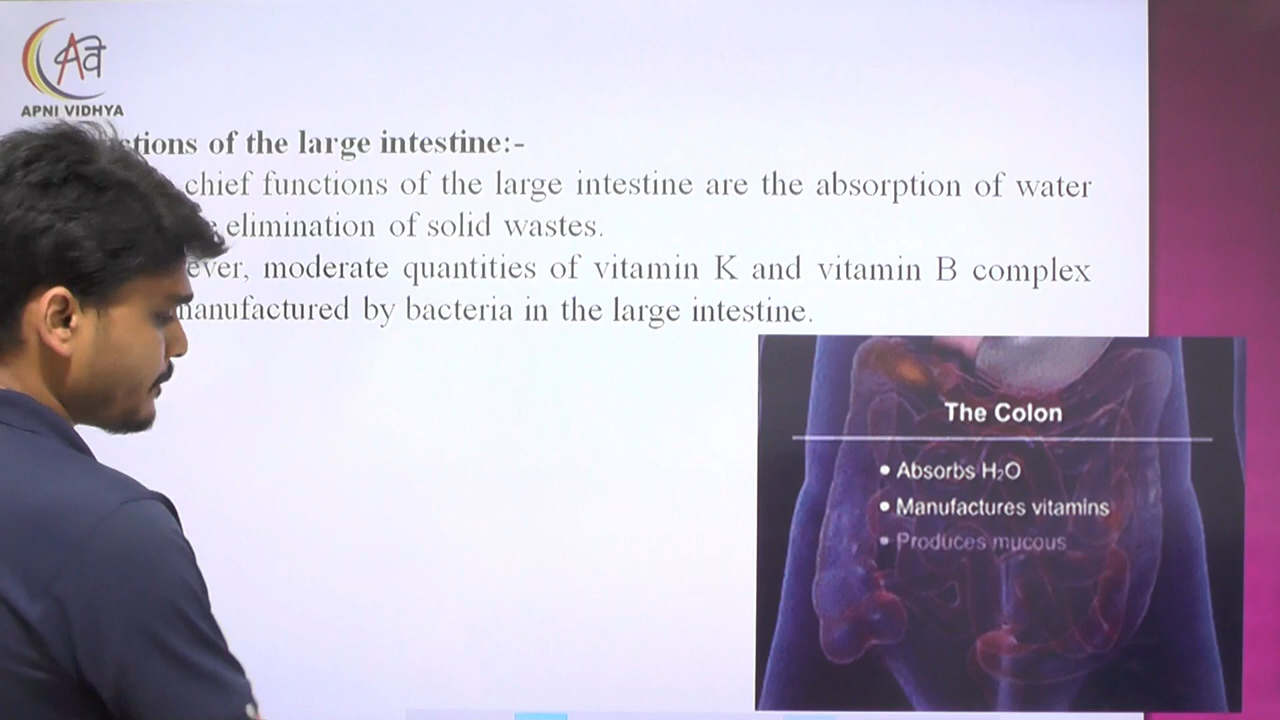 Aवि
APNI VIDHYA
ctions of the large intestine:-
chief functions of the large intestine are the absorption of water
elimination of solid wastes.
ever, moderate quantities of vitamin K and vitamin B complex
manufactured by bacteria in the large intestine.
The Colon
• Absorbs H₂O
• Manufactures vitamins
• Produces mucous